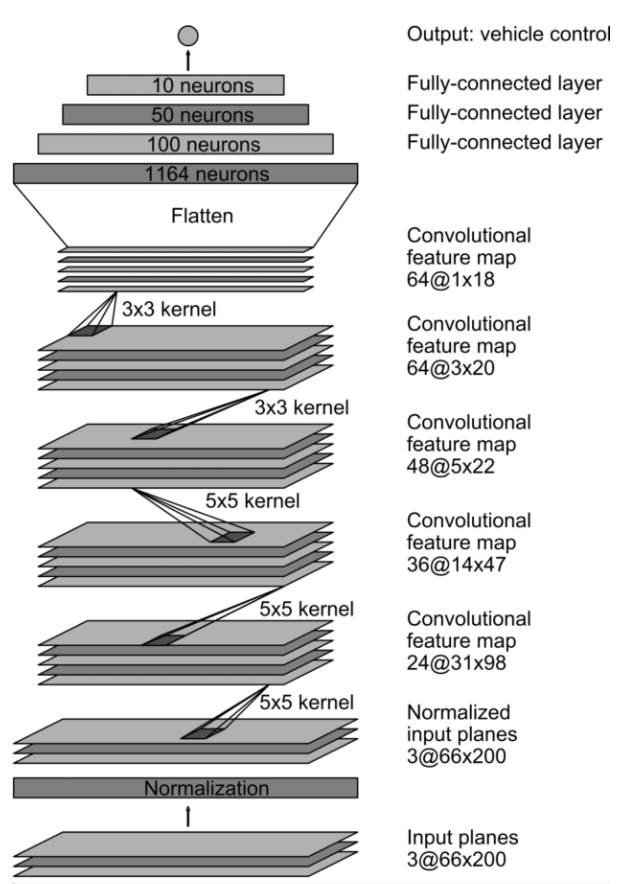 Output: vehicle control
10 neurons
Fully-connected layer
50 neurons
Fully-connected layer
100 neurons
Fully-connected layer
1164 neurons
Flatten
Convolutional
feature map
64@1x18
3x3 kernel
Convolutional
feature map
64@3x20
3x3 kernel
Convolutional
feature map
48@5x22
5x5 kernel
Convolutional
feature map
36@14x47
5x5 kernel
Convolutional
feature map
24@31x98
5x5 kernel
Normalized
input planes
3@66x200
Normalization
Input planes
3@66x200